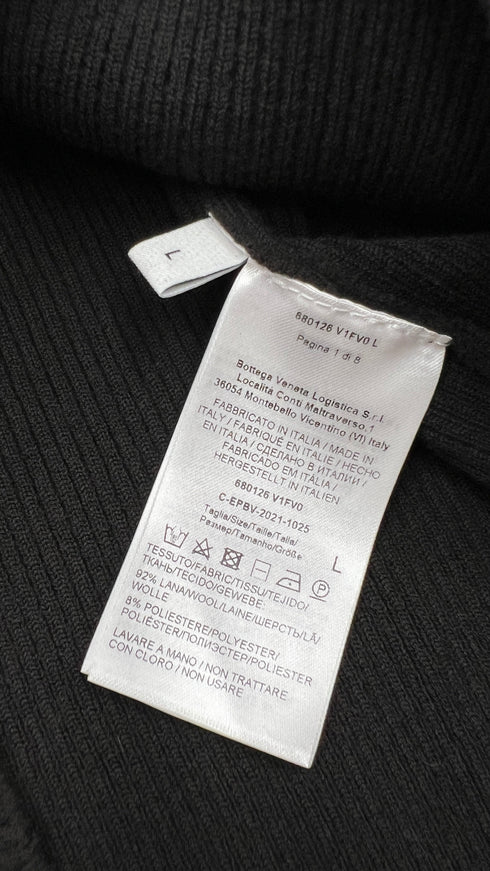 L
680126 V1FV0 L
Pagina 1 di 8
Bottega Veneta Logistica S.r.l.
Località Conti Maltraverso,1
36054 Montebello Vicentino (VI) Italy
FABBRICATO IN ITALIA / MADE IN
ITALY / FABRIQUÉ EN ITALIE / HECHO
EN ITALIA / СДЕЛАНО В ИТАЛИИ /
FABRICADO EM ITÁLIA /
HERGESTELLT IN ITALIEN
680126 V1FV0
C-EPBV-2021-1025
Taglia/Size/Taille/Talla/
Размер/Tamanho/Größe
L
TESSUTO/FABRIC/TISSU/TEJIDO/
ТКАНЬ/TECIDO/GEWEBE:
92% LANA/WOOL/LAINE/ШЕРСТЬ/LÃ/
WOLLE
8% POLIESTERE/POLYESTER/
POLIÉSTER/ПОЛИЭСТЕР/POLIESTER
LAVARE A MANO / NON TRATTARE
CON CLORO / NON USARE